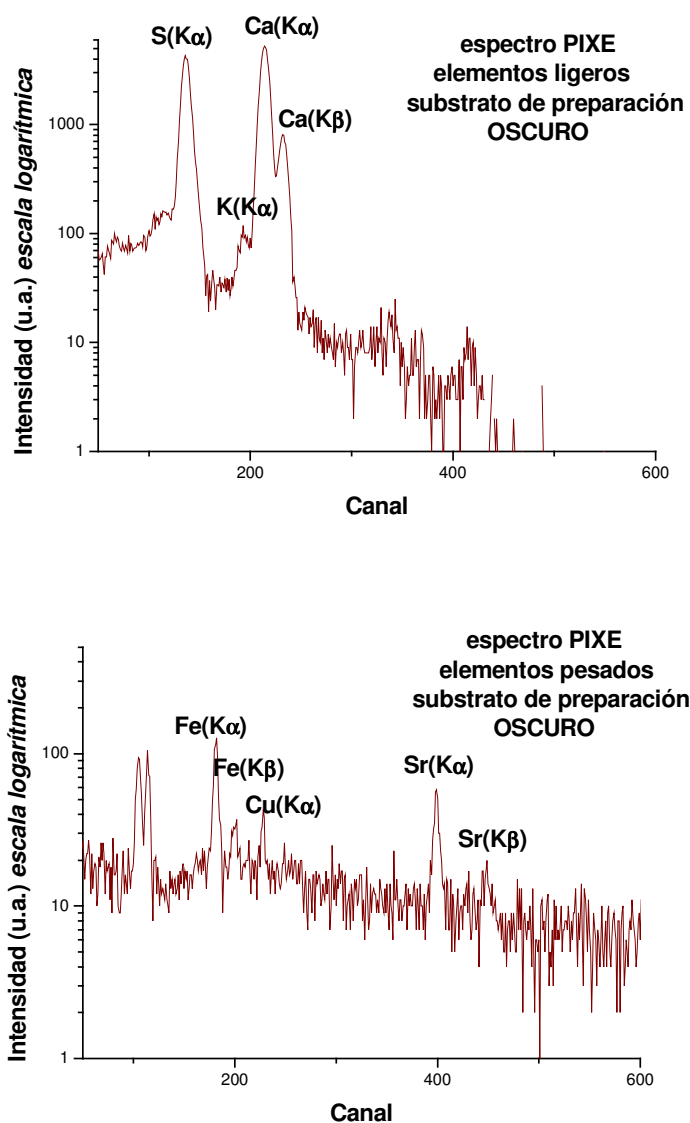 S(Kα)
Ca(Kα)
espectro PIXE
elementos ligeros
substrato de preparación
OSCURO
Ca(Kβ)
K(Kα)
1000
100
10
1
Intensidad (u.a.) escala logarítmica
200
400
600
Canal
espectro PIXE
elementos pesados
substrato de preparación
OSCURO
Fe(Kα)
Fe(Kβ)
Cu(Kα)
Sr(Kα)
Sr(Kβ)
100
10
1
Intensidad (u.a.) escala logarítmica
200
400
600
Canal